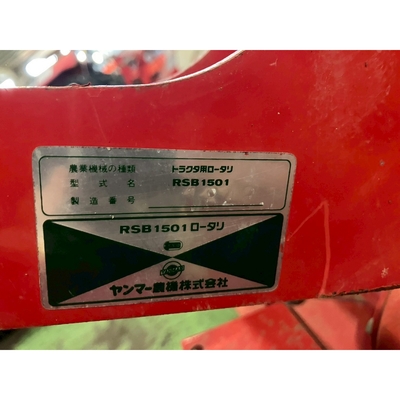 農業機械の種類 トラクタ用ロータリ
型式名 RSB1501
製造番号
RSB1501ロータリ
ヤンマー農機株式会社